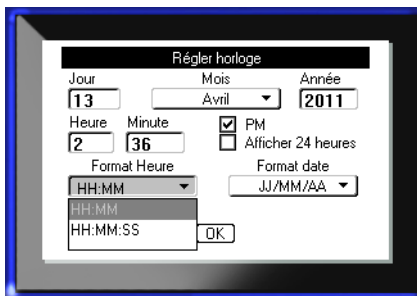 Régler horloge
Jour Mois Année
13 Avril 2011
Heure Minute PM
2 36 Afficher 24 heures
Format Heure Format date
HH:MM JJ/MM/AA
HH:MM
HH:MM:SS OK